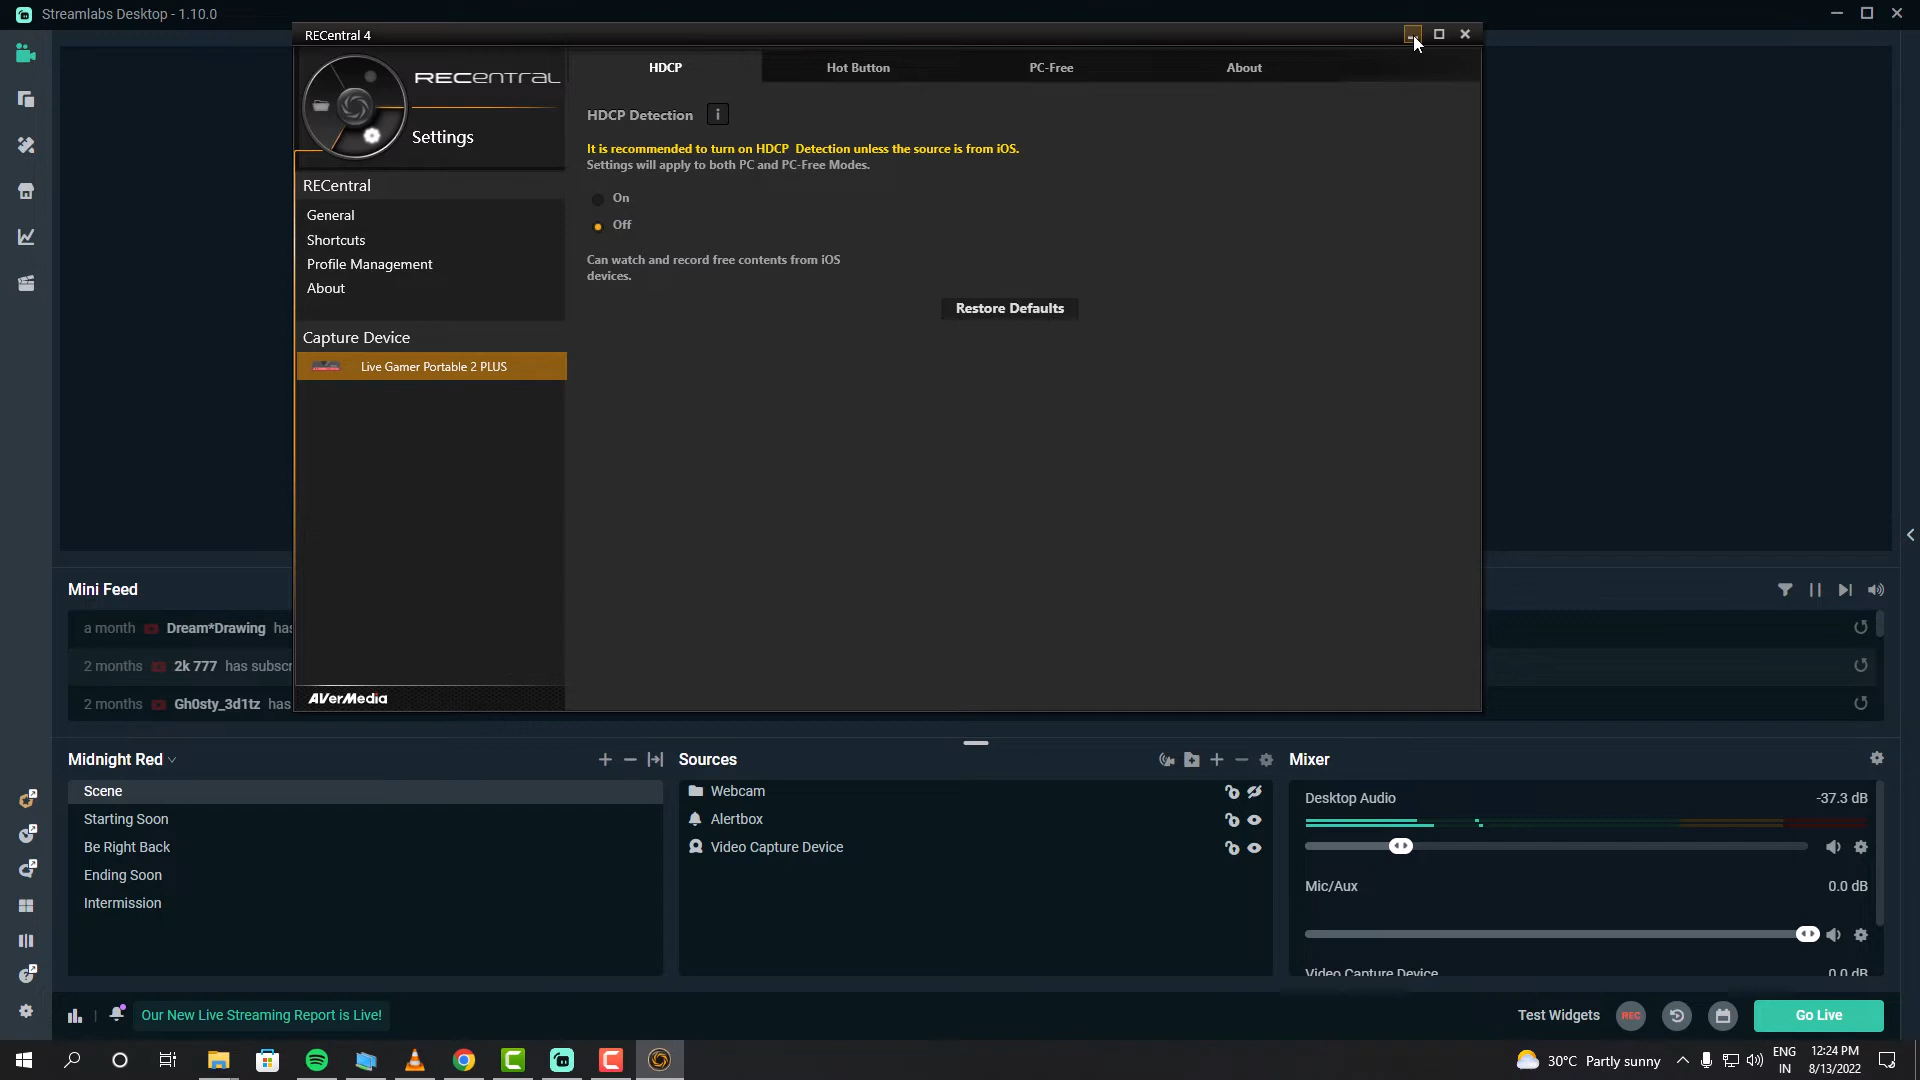 Streamlabs Desktop - 1.10.0
RECentral 4
RECentral
Settings
HDCP
Hot Button
PC-Free
About
HDCP Detection
i
It is recommended to turn on HDCP Detection unless the source is from iOS.
Settings will apply to both PC and PC-Free Modes.
On
Off
Can watch and record free contents from iOS
devices.
Restore Defaults
RECentral
General
Shortcuts
Profile Management
About
Capture Device
Live Gamer Portable 2 PLUS
AVerMedia
Mini Feed
a month Dream*Drawing has
2 months 2k 777 has subscr
2 months Gh0sty_3d1tz has
Midnight Red
Scene
Starting Soon
Be Right Back
Ending Soon
Intermission
Sources
Webcam
Alertbox
Video Capture Device
Mixer
Desktop Audio -37.3 dB
Mic/Aux 0.0 dB
Video Capture Device 0.0 dB
Our New Live Streaming Report is Live!
Test Widgets
REC
Go Live
30°C Partly sunny
ENG
IN
12:24 PM
8/13/2022